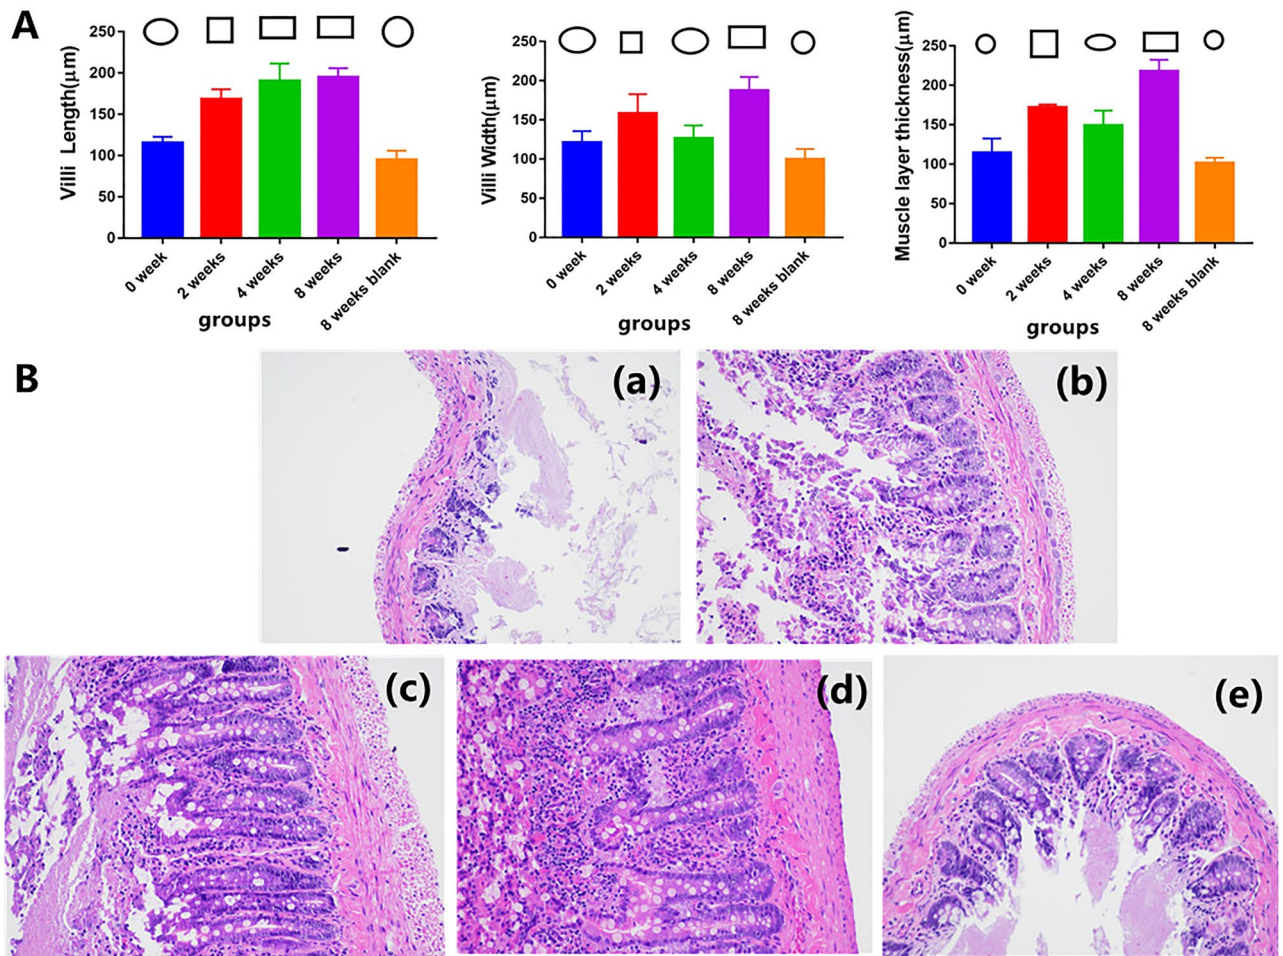 A
Villi Length(μm)
250
200
150
100
50
0
0 week
2 weeks
4 weeks
8 weeks
8 weeks blank
groups
Villi Width(μm)
250
200
150
100
50
0
0 week
2 weeks
4 weeks
8 weeks
8 weeks blank
groups
Muscle layer thickness(μm)
250
200
150
100
50
0
0 week
2 weeks
4 weeks
8 weeks
8 weeks blank
groups
B
(a)
(b)
(c)
(d)
(e)